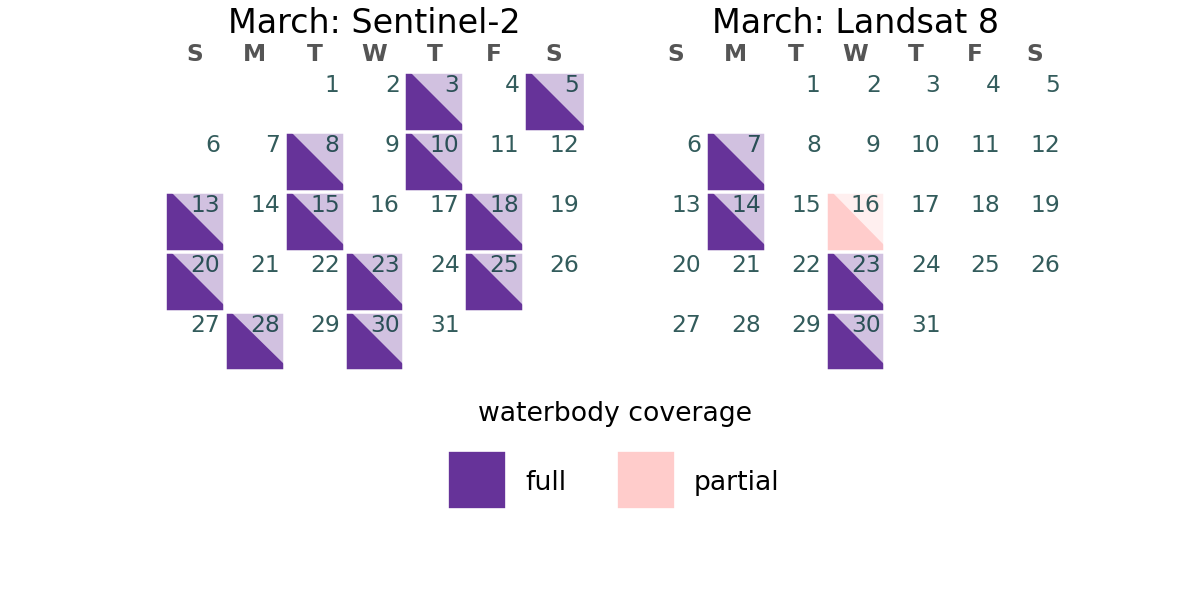 March: Sentinel-2
S M T W T F S
1 2 3 4 5
6 7 8 9 10 11 12
13 14 15 16 17 18 19
20 21 22 23 24 25 26
27 28 29 30 31
March: Landsat 8
S M T W T F S
1 2 3 4 5
6 7 8 9 10 11 12
13 14 15 16 17 18 19
20 21 22 23 24 25 26
27 28 29 30 31
waterbody coverage
full
partial